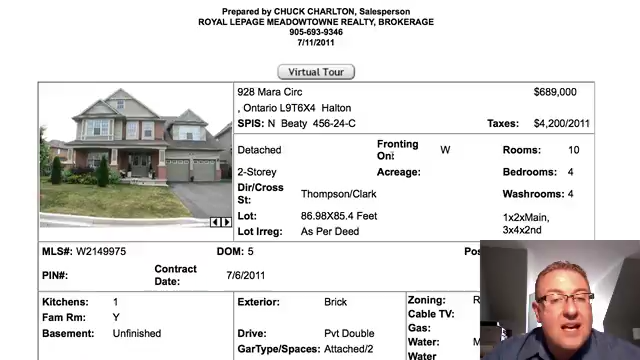 Prepared by CHUCK CHARLTON, Salesperson
ROYAL LEPAGE MEADOWTOWNE REALTY, BROKERAGE
905-693-9346
7/11/2011
Virtual Tour
928 Mara Circ $689,000
, Ontario L9T6X4 Halton
SPIS: N Beaty 456-24-C Taxes: $4,200/2011
Detached Fronting On: W Rooms: 10
2-Storey Acreage: Bedrooms: 4
Dir/Cross St: Thompson/Clark Washrooms: 4
Lot: 86.98X85.4 Feet 1x2xMain,
Lot Irreg: As Per Deed 3x4x2nd
MLS#: W2149975 DOM: 5
PIN#: Contract Date: 7/6/2011
Kitchens: 1 Exterior: Brick Zoning:
Fam Rm: Y Cable TV:
Basement: Unfinished Drive: Pvt Double Gas:
GarType/Spaces: Attached/2 Water:
Water